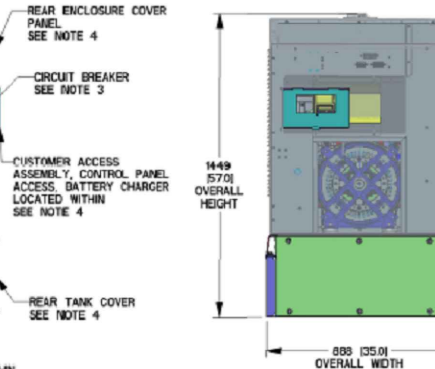 REAR ENCLOSURE COVER
PANEL
SEE NOTE 4
CIRCUIT BREAKER
SEE NOTE 3
CUSTOMER ACCESS
ASSEMBLY, CONTROL PANEL
ACCESS, BATTERY CHARGER
LOCATED WITHIN
SEE NOTE 4
REAR TANK COVER
SEE NOTE 4
1449
[57.0]
OVERALL
HEIGHT
888 [35.0]
OVERALL WIDTH